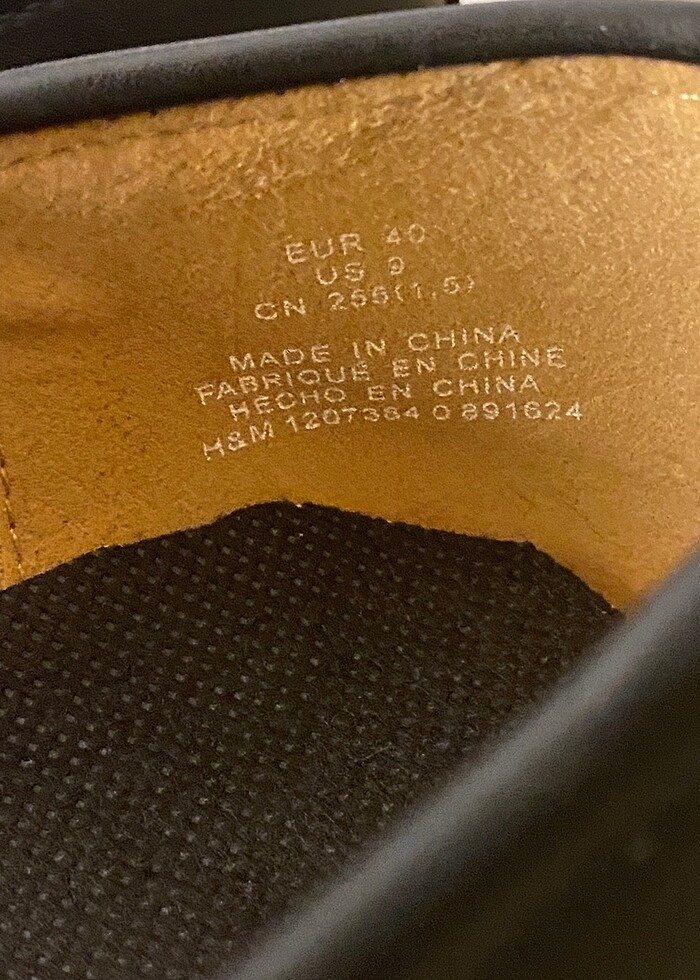 EUR 40
US 9
CN 255(1,5)
MADE IN CHINA
FABRIQUÉ EN CHINE
HECHO EN CHINA
H&M 1207384 0 891624